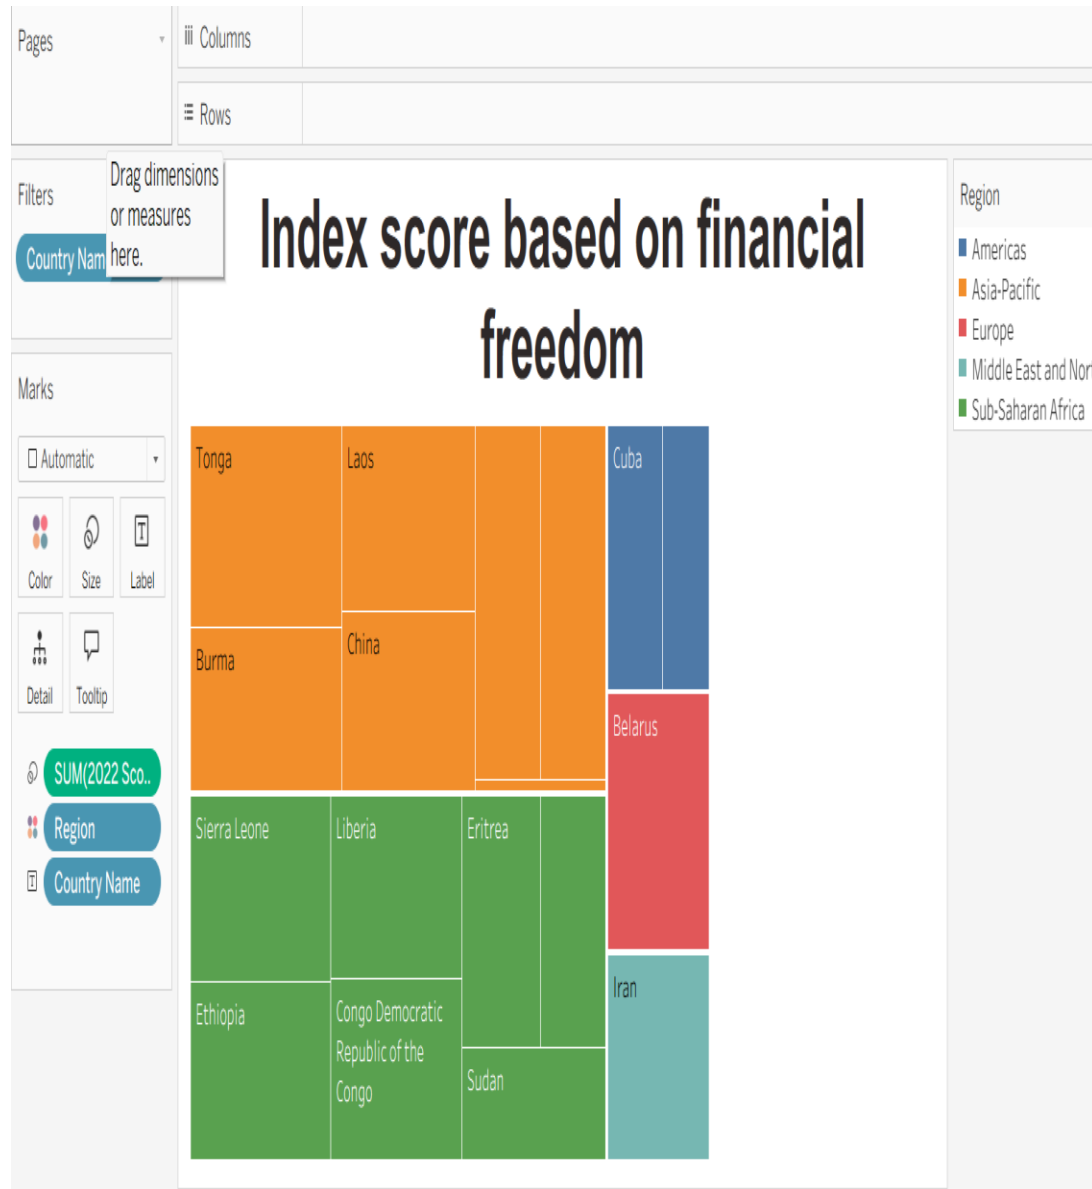 Pages
Columns
Rows
Filters
Drag dimensions
or measures
here.
Country Nam
Marks
Automatic
Color
Size
Label
Detail
Tooltip
SUM(2022 Sco..
Region
Country Name
Index score based on financial
freedom
Tonga
Laos
Burma
China
Cuba
Belarus
Sierra Leone
Liberia
Eritrea
Ethiopia
Congo Democratic
Republic of the
Congo
Sudan
Iran
Region
Americas
Asia-Pacific
Europe
Middle East and Nort
Sub-Saharan Africa